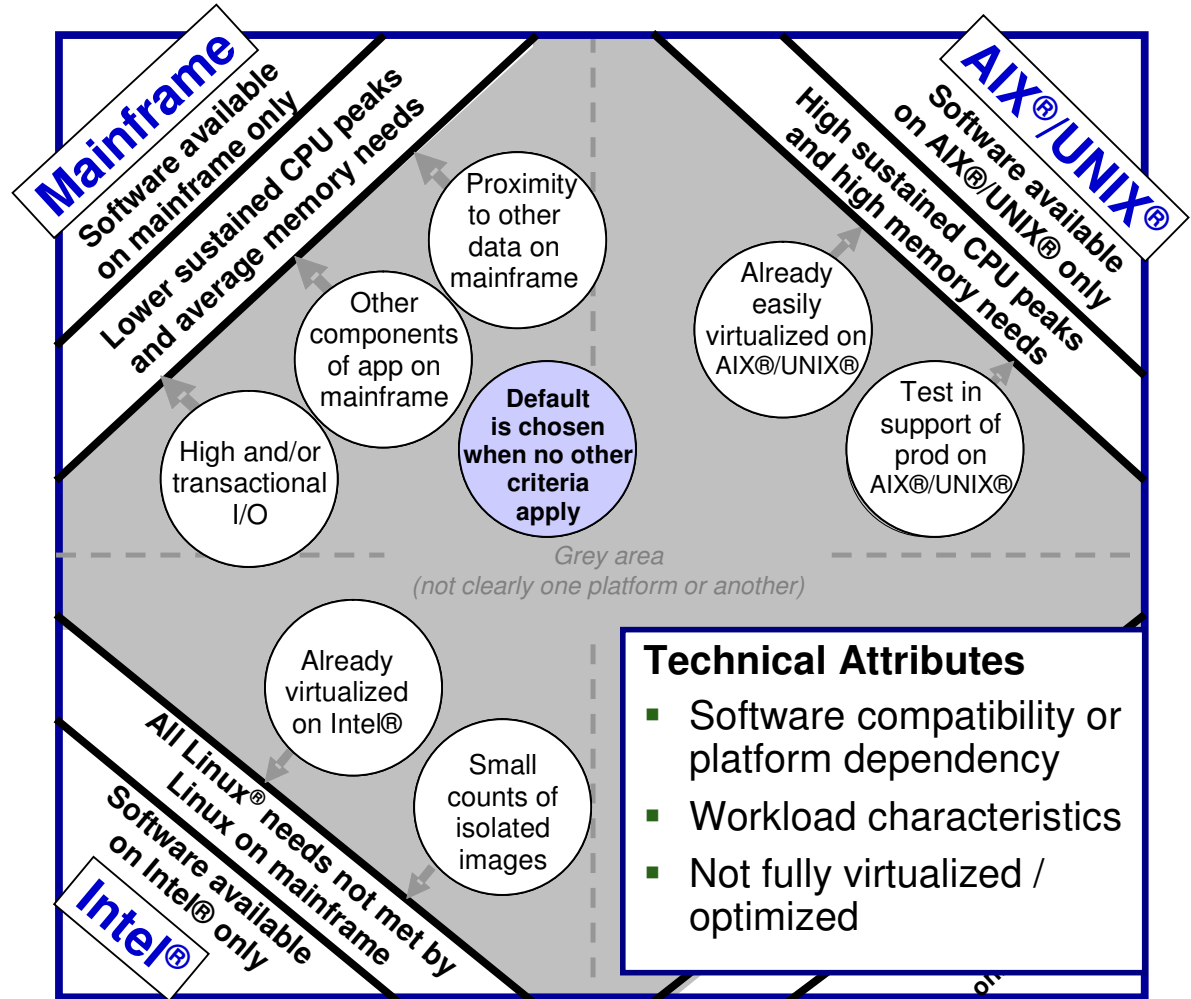 Mainframe
Software available
on mainframe only
Lower sustained CPU peaks
and average memory needs
AIX®/UNIX®
Software available
on AIX®/UNIX® only
High sustained CPU peaks
and high memory needs
Proximity
to other
data on
mainframe
Other
components
of app on
mainframe
High and/or
transactional
I/O
Default
is chosen
when no other
criteria
apply
Already
easily
virtualized on
AIX®/UNIX®
Test in
support of
prod on
AIX®/UNIX®
Grey area
(not clearly one platform or another)
Already
virtualized
on Intel®
Small
counts of
isolated
images
All Linux® needs not met by
Linux on mainframe
Software available
on Intel® only
Intel®
Technical Attributes
▪ Software compatibility or
platform dependency
▪ Workload characteristics
▪ Not fully virtualized /
optimized
on